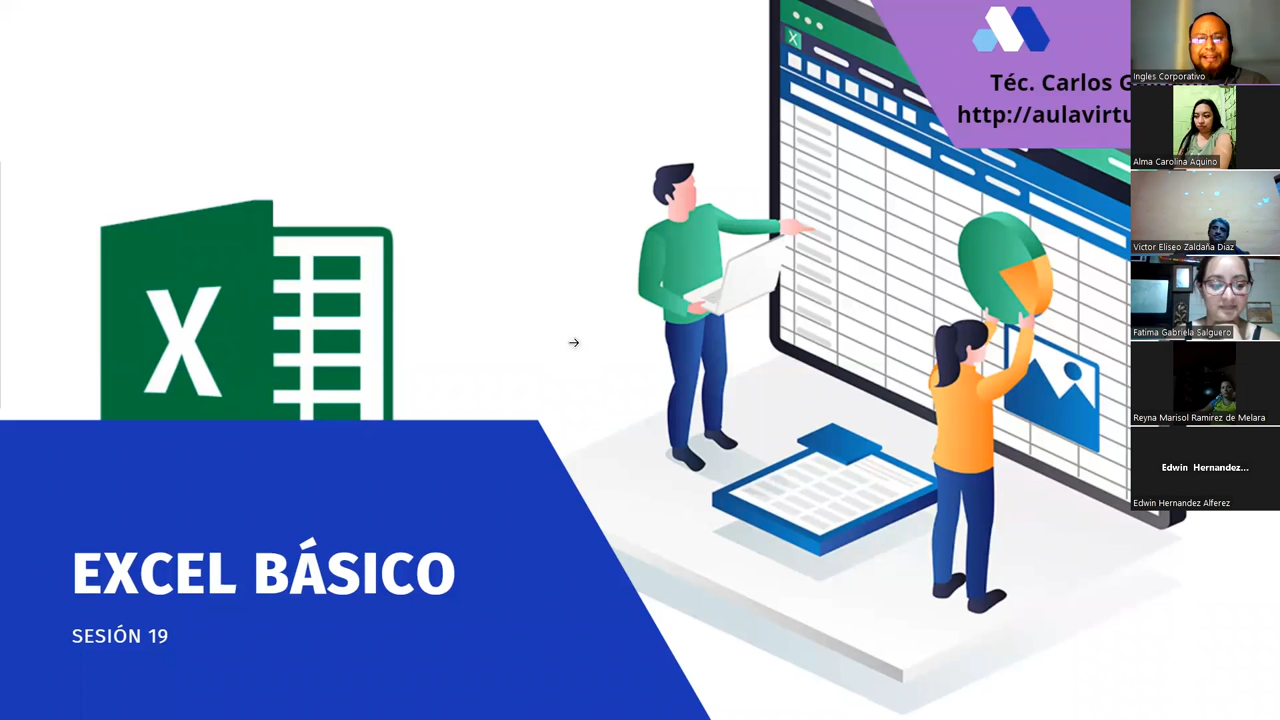 Téc. Carlos G
http://aulavirtu
X
X
EXCEL BÁSICO
SESIÓN 19
Ingles Corporativo
Alma Carolina Aquino
Victor Eliseo Zaldaña Diaz
Fatima Gabriela Salguero
Reyna Marisol Ramirez de Melara
Edwin Hernandez...
Edwin Hernandez Alferez